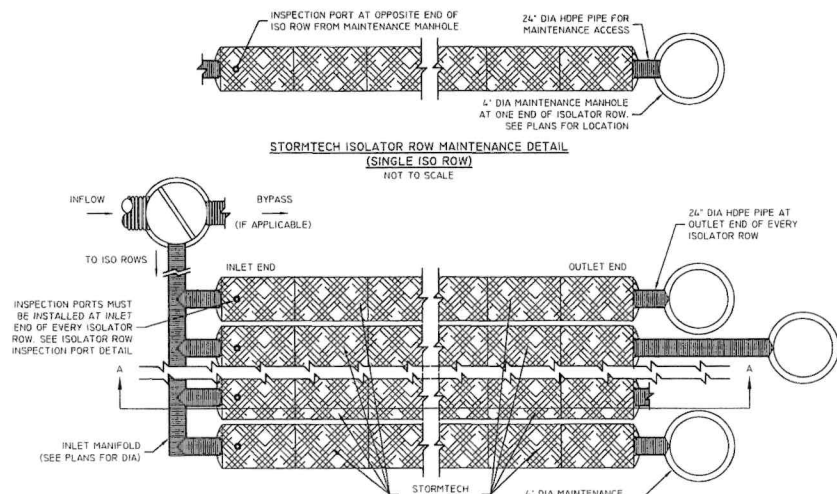 INSPECTION PORT AT OPPOSITE END OF
ISO ROW FROM MAINTENANCE MANHOLE
24" DIA HDPE PIPE FOR
MAINTENANCE ACCESS
4' DIA MAINTENANCE MANHOLE
AT ONE END OF ISOLATOR ROW.
SEE PLANS FOR LOCATION
STORMTECH ISOLATOR ROW MAINTENANCE DETAIL
(SINGLE ISO ROW)
NOT TO SCALE
INFLOW
BYPASS
(IF APPLICABLE)
TO ISO ROWS
24" DIA HDPE PIPE AT
OUTLET END OF EVERY
ISOLATOR ROW
INLET END
OUTLET END
INSPECTION PORTS MUST
BE INSTALLED AT INLET
END OF EVERY ISOLATOR
ROW. SEE ISOLATOR ROW
INSPECTION PORT DETAIL
A
A
INLET MANIFOLD
(SEE PLANS FOR DIA)
STORMTECH
4' DIA MAINTENANCE